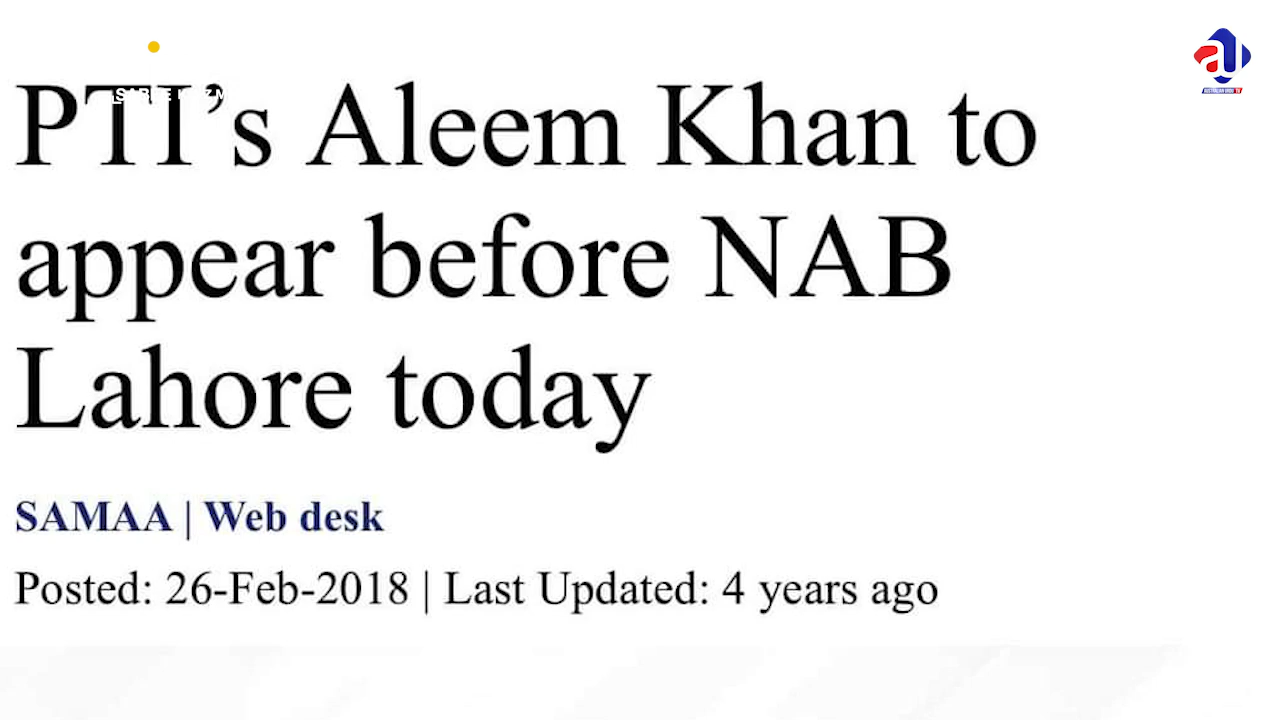 PTI's Aleem Khan to
appear before NAB
Lahore today
SAMAA | Web desk
Posted: 26-Feb-2018 | Last Updated: 4 years ago